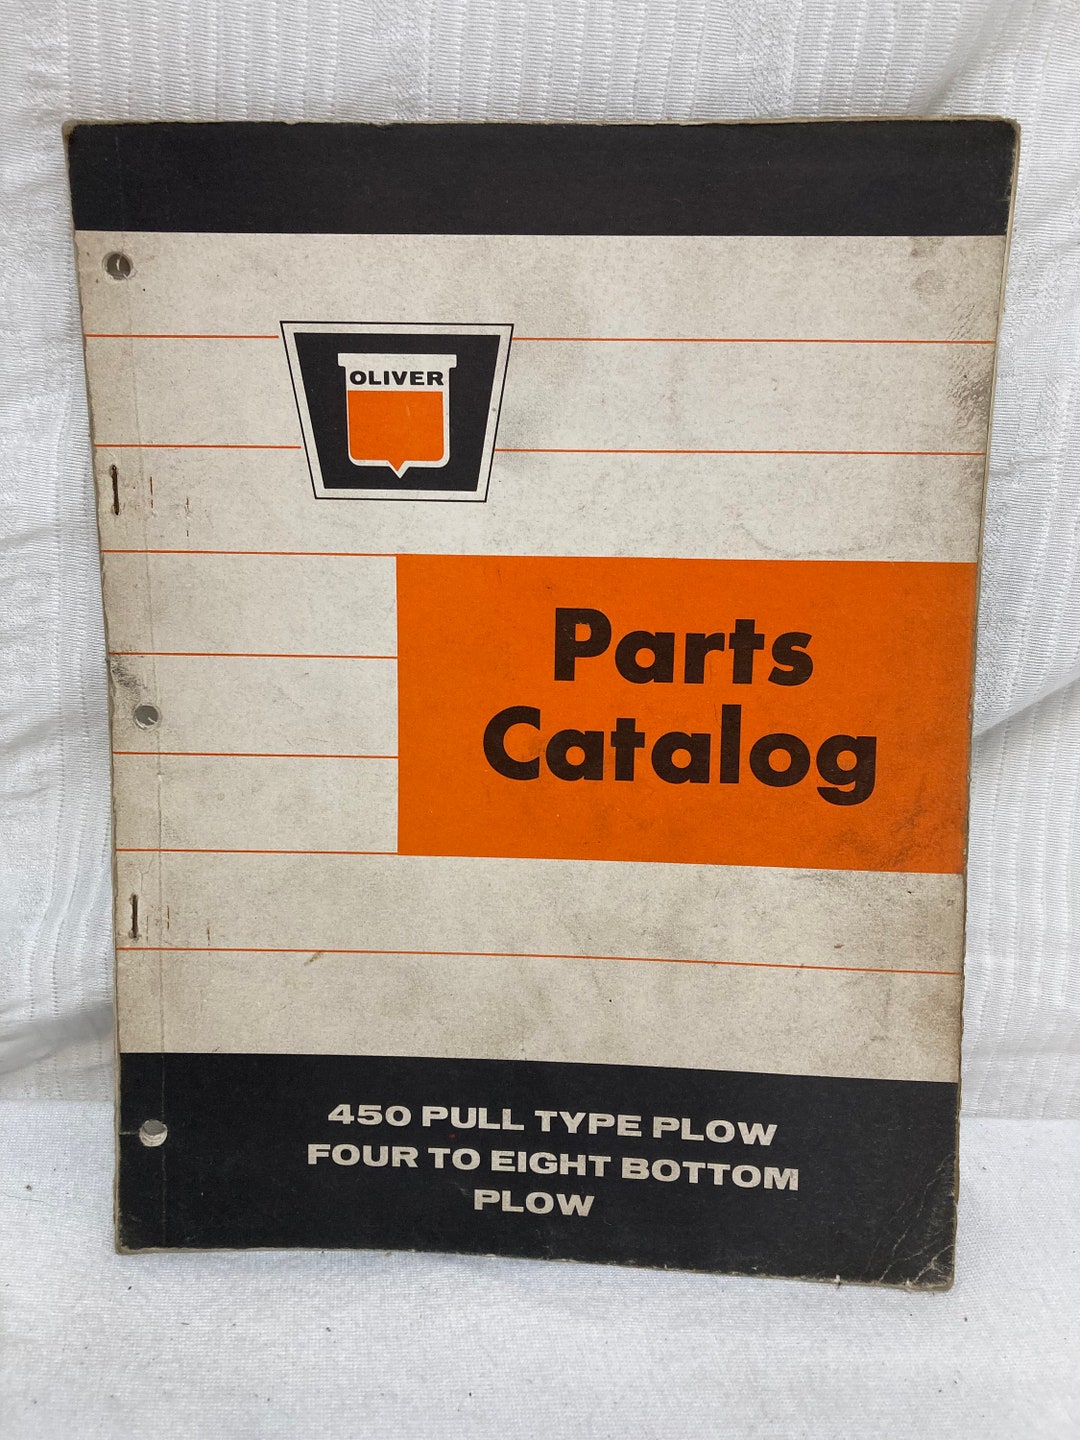 OLIVER
Parts
Catalog
450 PULL TYPE PLOW
FOUR TO EIGHT BOTTOM
PLOW